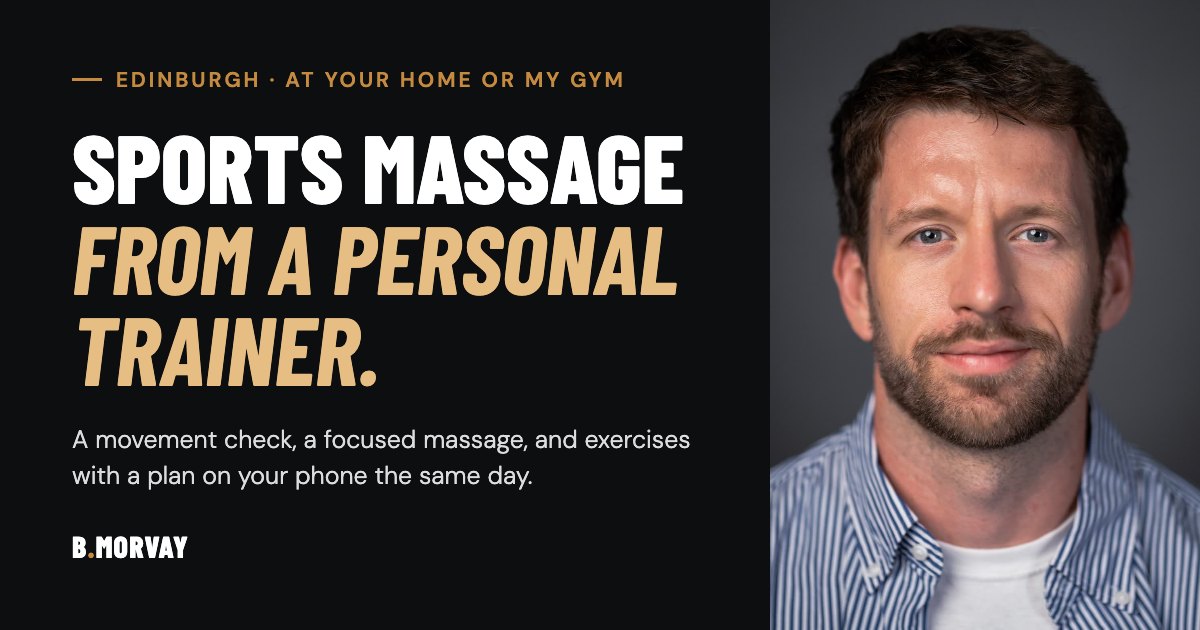 EDINBURGH · AT YOUR HOME OR MY GYM
SPORTS MASSAGE
FROM A PERSONAL
TRAINER.
A movement check, a focused massage, and exercises
with a plan on your phone the same day.
B.MORVAY